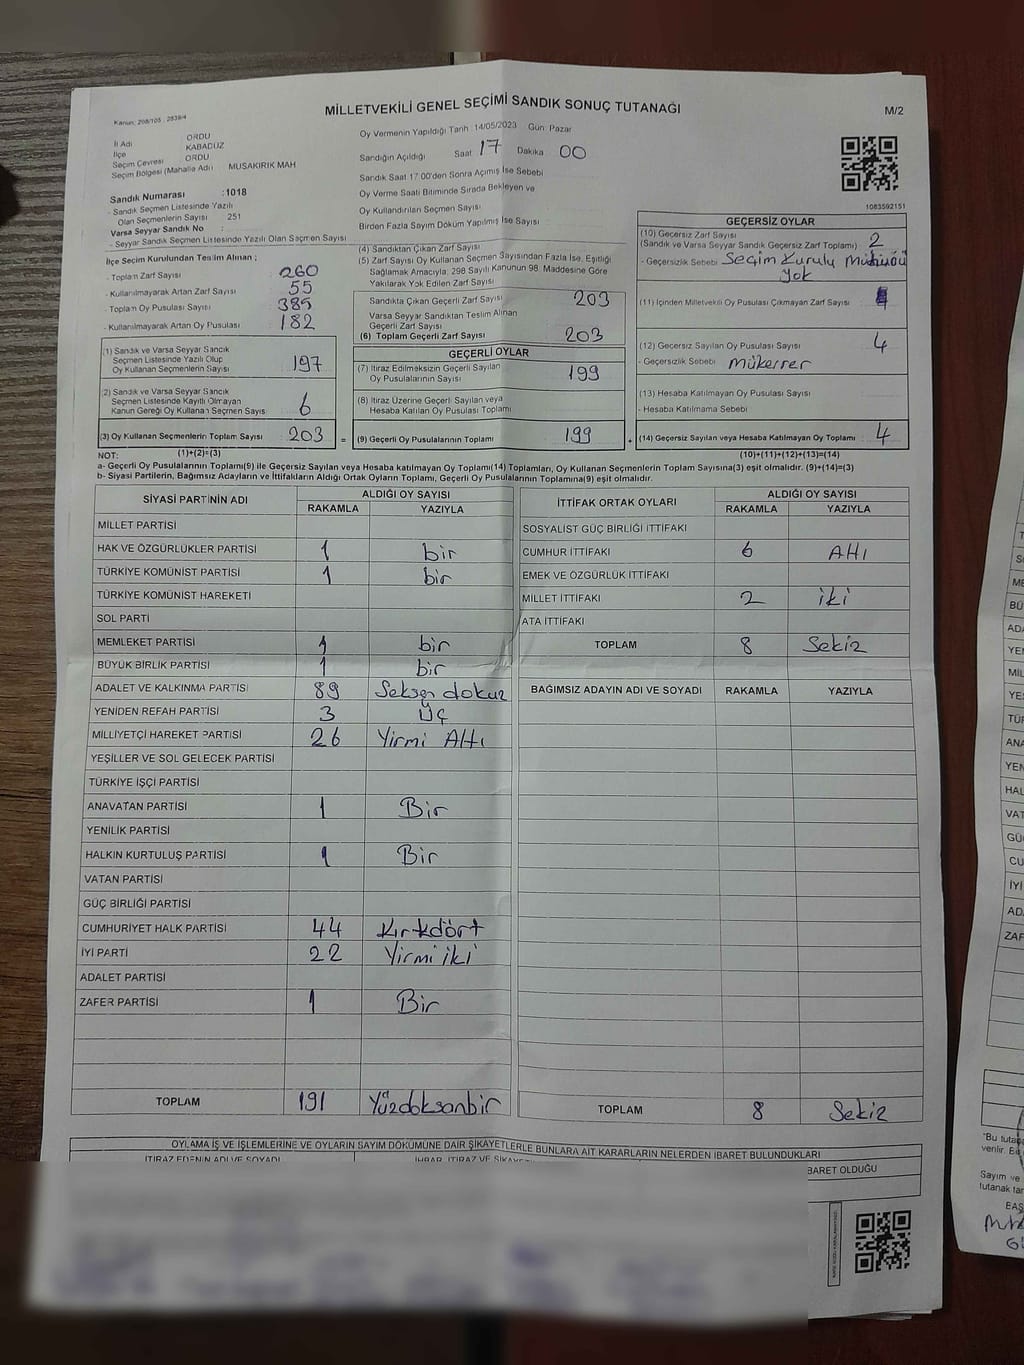 Kanun: 298/105 : 2839/4
MİLLETVEKİLİ GENEL SEÇİMİ SANDIK SONUÇ TUTANAĞI
M/2
İl Adı ORDU
İlçe KABADÜZ
Seçim Çevresi ORDU
Seçim Bölgesi (Mahalle Adı) MUSAKIRIK MAH
Sandık Numarası :1018
- Sandık Seçmen Listesinde Yazılı
Olan Seçmenlerin Sayısı 251
Varsa Seyyar Sandık No :
- Seyyar Sandık Seçmen Listesinde Yazılı Olan Seçmen Sayısı
İlçe Seçim Kurulundan Teslim Alınan ;
- Toplam Zarf Sayısı 260
- Kullanılmayarak Artan Zarf Sayısı 55
- Toplam Oy Pusulası Sayısı 385
- Kullanılmayarak Artan Oy Pusulası 182
Oy Vermenin Yapıldığı Tarih 14/05/2023 Gün Pazar
Sandığın Açıldığı Saat 17 Dakika 00
Sandık Saat 17:00'den Sonra Açımış İse Sebebi
Oy Verme Saati Bitiminde Sırada Bekleyen ve
Oy Kullandırılan Seçmen Sayısı
Birden Fazla Sayım Döküm Yapılmış İse Sayısı
(4) Sandıktan Çıkan Zarf Sayısı
(5) Zarf Sayısı Oy Kullanan Seçmen Sayısından Fazla İse, Eşitliği
Sağlamak Amacıyla, 298 Sayılı Kanunun 98. Maddesine Göre
Yakılarak Yok Edilen Zarf Sayısı
Sandıkta Çıkan Geçerli Zarf Sayısı 203
Varsa Seyyar Sandıktan Teslim Alınan
Geçerli Zarf Sayısı
(6) Toplam Geçerli Zarf Sayısı 203
1083592151
GEÇERSİZ OYLAR
(10) Geçersiz Zarf Sayısı 2
(Sandık ve Varsa Seyyar Sandık Geçersiz Zarf Toplamı)
- Geçersizlik Sebebi Seçim Kurulu Mühürü
Yok
(11) İçinden Milletvekili Oy Pusulası Çıkmayan Zarf Sayısı
(12) Geçersiz Sayılan Oy Pusulası Sayısı 4
- Geçersizlik Sebebi Mükerrer
(13) Hesaba Katılmayan Oy Pusulası Sayısı
- Hesaba Katılmama Sebebi
(14) Geçersiz Sayılan veya Hesaba Katılmayan Oy Toplamı 4
(10)+(11)+(12)+(13)=(14)
(1) Sandık ve Varsa Seyyar Sandık
Seçmen Listesinde Yazılı Olup
Oy Kullanan Seçmenlerin Sayısı 197
(2) Sandık ve Varsa Seyyar Sandık
Seçmen Listesinde Kayıtlı Olmayan
Kanun Gereği Oy Kullanan Seçmen Sayıs 6
(3) Oy Kullanan Seçmenlerin Toplam Sayısı 203 =
(1)+(2)=(3)
GEÇERLİ OYLAR
(7) İtiraz Edilmeksizin Geçerli Sayılan
Oy Pusulalarının Sayısı 199
(8) İtiraz Üzerine Geçerli Sayılan veya
Hesaba Katılan Oy Pusulası Toplamı
(9) Geçerli Oy Pusulalarının Toplamı 199 +
NOT:
a- Geçerli Oy Pusulalarının Toplamı(9) ile Geçersiz Sayılan veya Hesaba katılmayan Oy Toplamı(14) Toplamları, Oy Kullanan Seçmenlerin Toplam Sayısına(3) eşit olmalıdır. (9)+(14)=(3)
b- Siyasi Partilerin, Bağımsız Adayların ve İttifakların Aldığı Ortak Oyların Toplamı, Geçerli Oy Pusulalarının Toplamına(9) eşit olmalıdır.
SİYASİ PARTİNİN ADI ALDIĞI OY SAYISI
RAKAMLA YAZIYLA
MİLLET PARTİSİ
HAK VE ÖZGÜRLÜKLER PARTİSİ 1 bir
TÜRKİYE KOMÜNİST PARTİSİ 1 bir
TÜRKİYE KOMÜNİST HAREKETİ
SOL PARTİ
MEMLEKET PARTİSİ 1 bir
BÜYÜK BİRLİK PARTİSİ 1 bir
ADALET VE KALKINMA PARTİSİ 89 Seksen dokuz
YENİDEN REFAH PARTİSİ 3 Üç
MİLLİYETÇİ HAREKET PARTİSİ 26 Yirmi Altı
YEŞİLLER VE SOL GELECEK PARTİSİ
TÜRKİYE İŞÇİ PARTİSİ
ANAVATAN PARTİSİ 1 Bir
YENİLİK PARTİSİ
HALKIN KURTULUŞ PARTİSİ 1 Bir
VATAN PARTİSİ
GÜÇ BİRLİĞİ PARTİSİ
CUMHURİYET HALK PARTİSİ 44 Kırkdört
İYİ PARTİ 22 Yirmi iki
ADALET PARTİSİ
ZAFER PARTİSİ 1 Bir
TOPLAM 191 Yüzdoksanbir
İTTİFAK ORTAK OYLARI ALDIĞI OY SAYISI
RAKAMLA YAZIYLA
SOSYALİST GÜÇ BİRLİĞİ İTTİFAKI
CUMHUR İTTİFAKI 6 Altı
EMEK VE ÖZGÜRLÜK İTTİFAKI
MİLLET İTTİFAKI 2 iki
ATA İTTİFAKI
TOPLAM 8 Sekiz
BAĞIMSIZ ADAYIN ADI VE SOYADI RAKAMLA YAZIYLA
TOPLAM 8 Sekiz
OYLAMA İŞ VE İŞLEMLERİNE VE OYLARIN SAYIM DÖKÜMÜNE DAİR ŞİKAYETLERLE BUNLARA AİT KARARLARIN NELERDEN İBARET BULUNDUKLARI
İTİRAZ EDENİN ADI VE SOYADI
BARET OLDUĞU